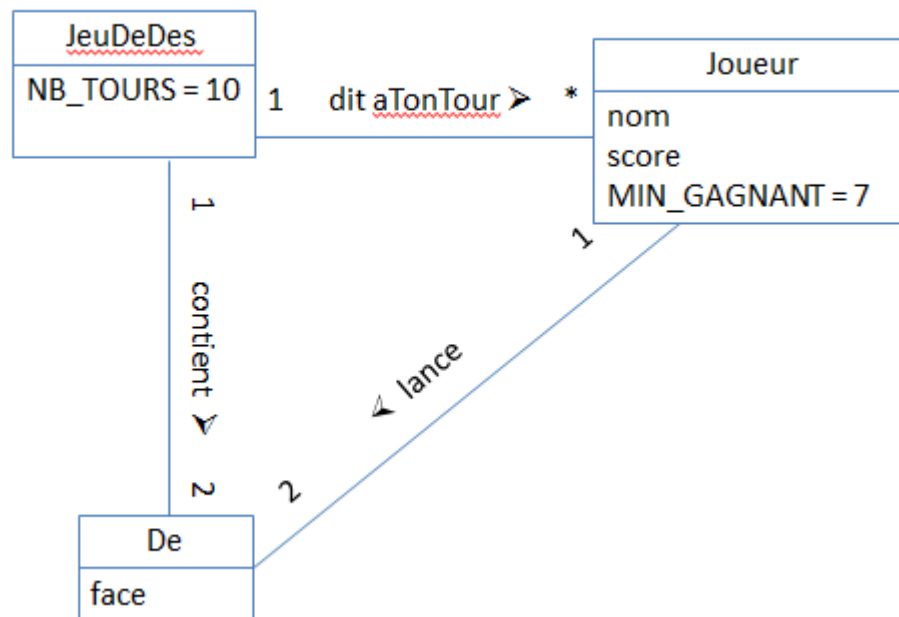 JeuDeDes
NB_TOURS = 10
1 dit aTonTour ➢ *
Joueur
nom
score
MIN_GAGNANT = 7
1
contient ➢
2
1
➢ lance
2
De
face